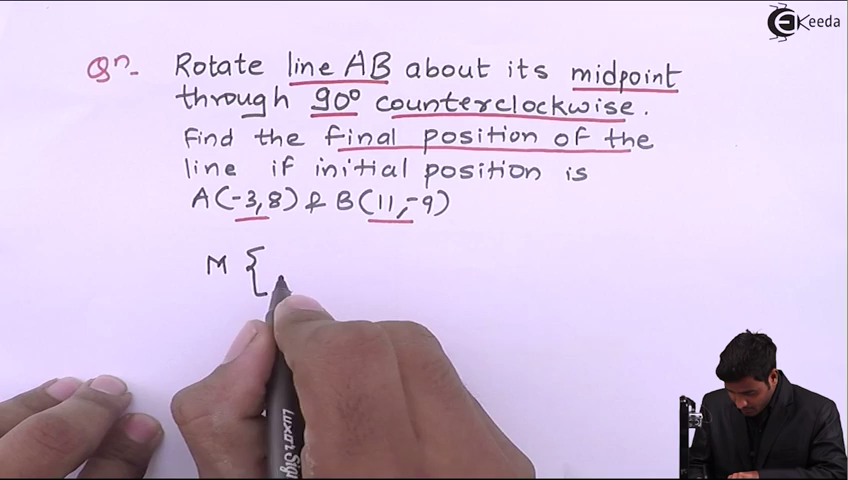 Keeda
Qn. Rotate line AB about its midpoint
through 90° counterclockwise.
Find the final position of the
line if initial position is
A(-3,8) & B(11,-9)
M {
Luxor